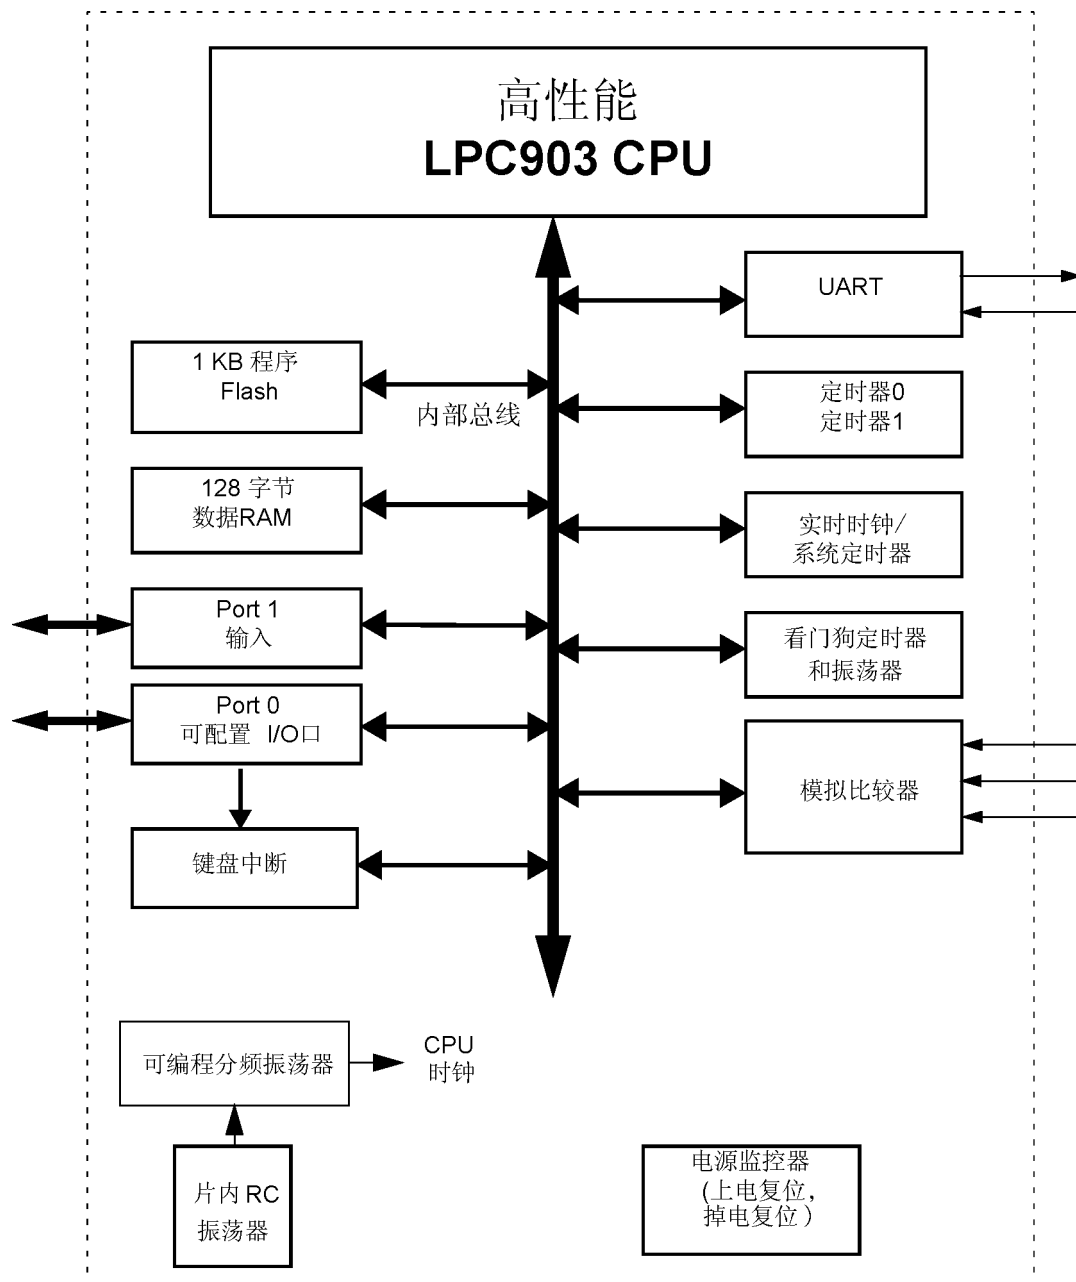 高性能
LPC903 CPU
UART
1 KB 程序
Flash
内部总线
定时器0
定时器1
128 字节
数据RAM
实时时钟/
系统定时器
Port 1
输入
看门狗定时器
和振荡器
Port 0
可配置 I/O口
模拟比较器
键盘中断
可编程分频振荡器
CPU
时钟
片内 RC
振荡器
电源监控器
(上电复位,
掉电复位)